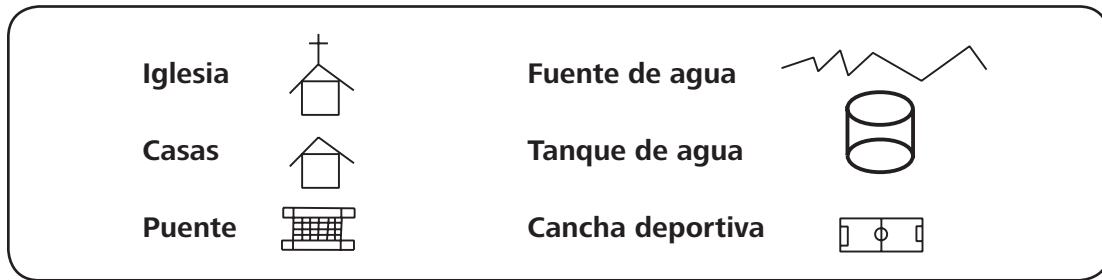 Iglesia
Fuente de agua
Casas
Tanque de agua
Puente
Cancha deportiva